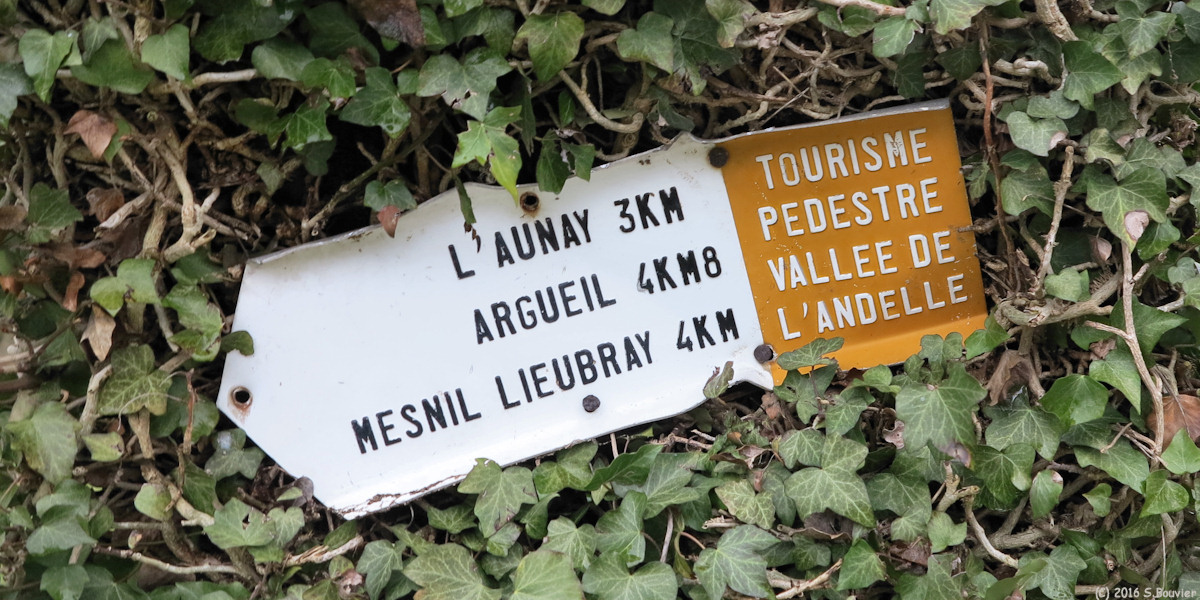 L'AUNAY 3KM
ARGUEIL 4KM8
MESNIL LIEUBRAY 4KM
TOURISME
PEDESTRE
VALLEE DE
L'ANDELLE
(C) 2016 S.Bouvier